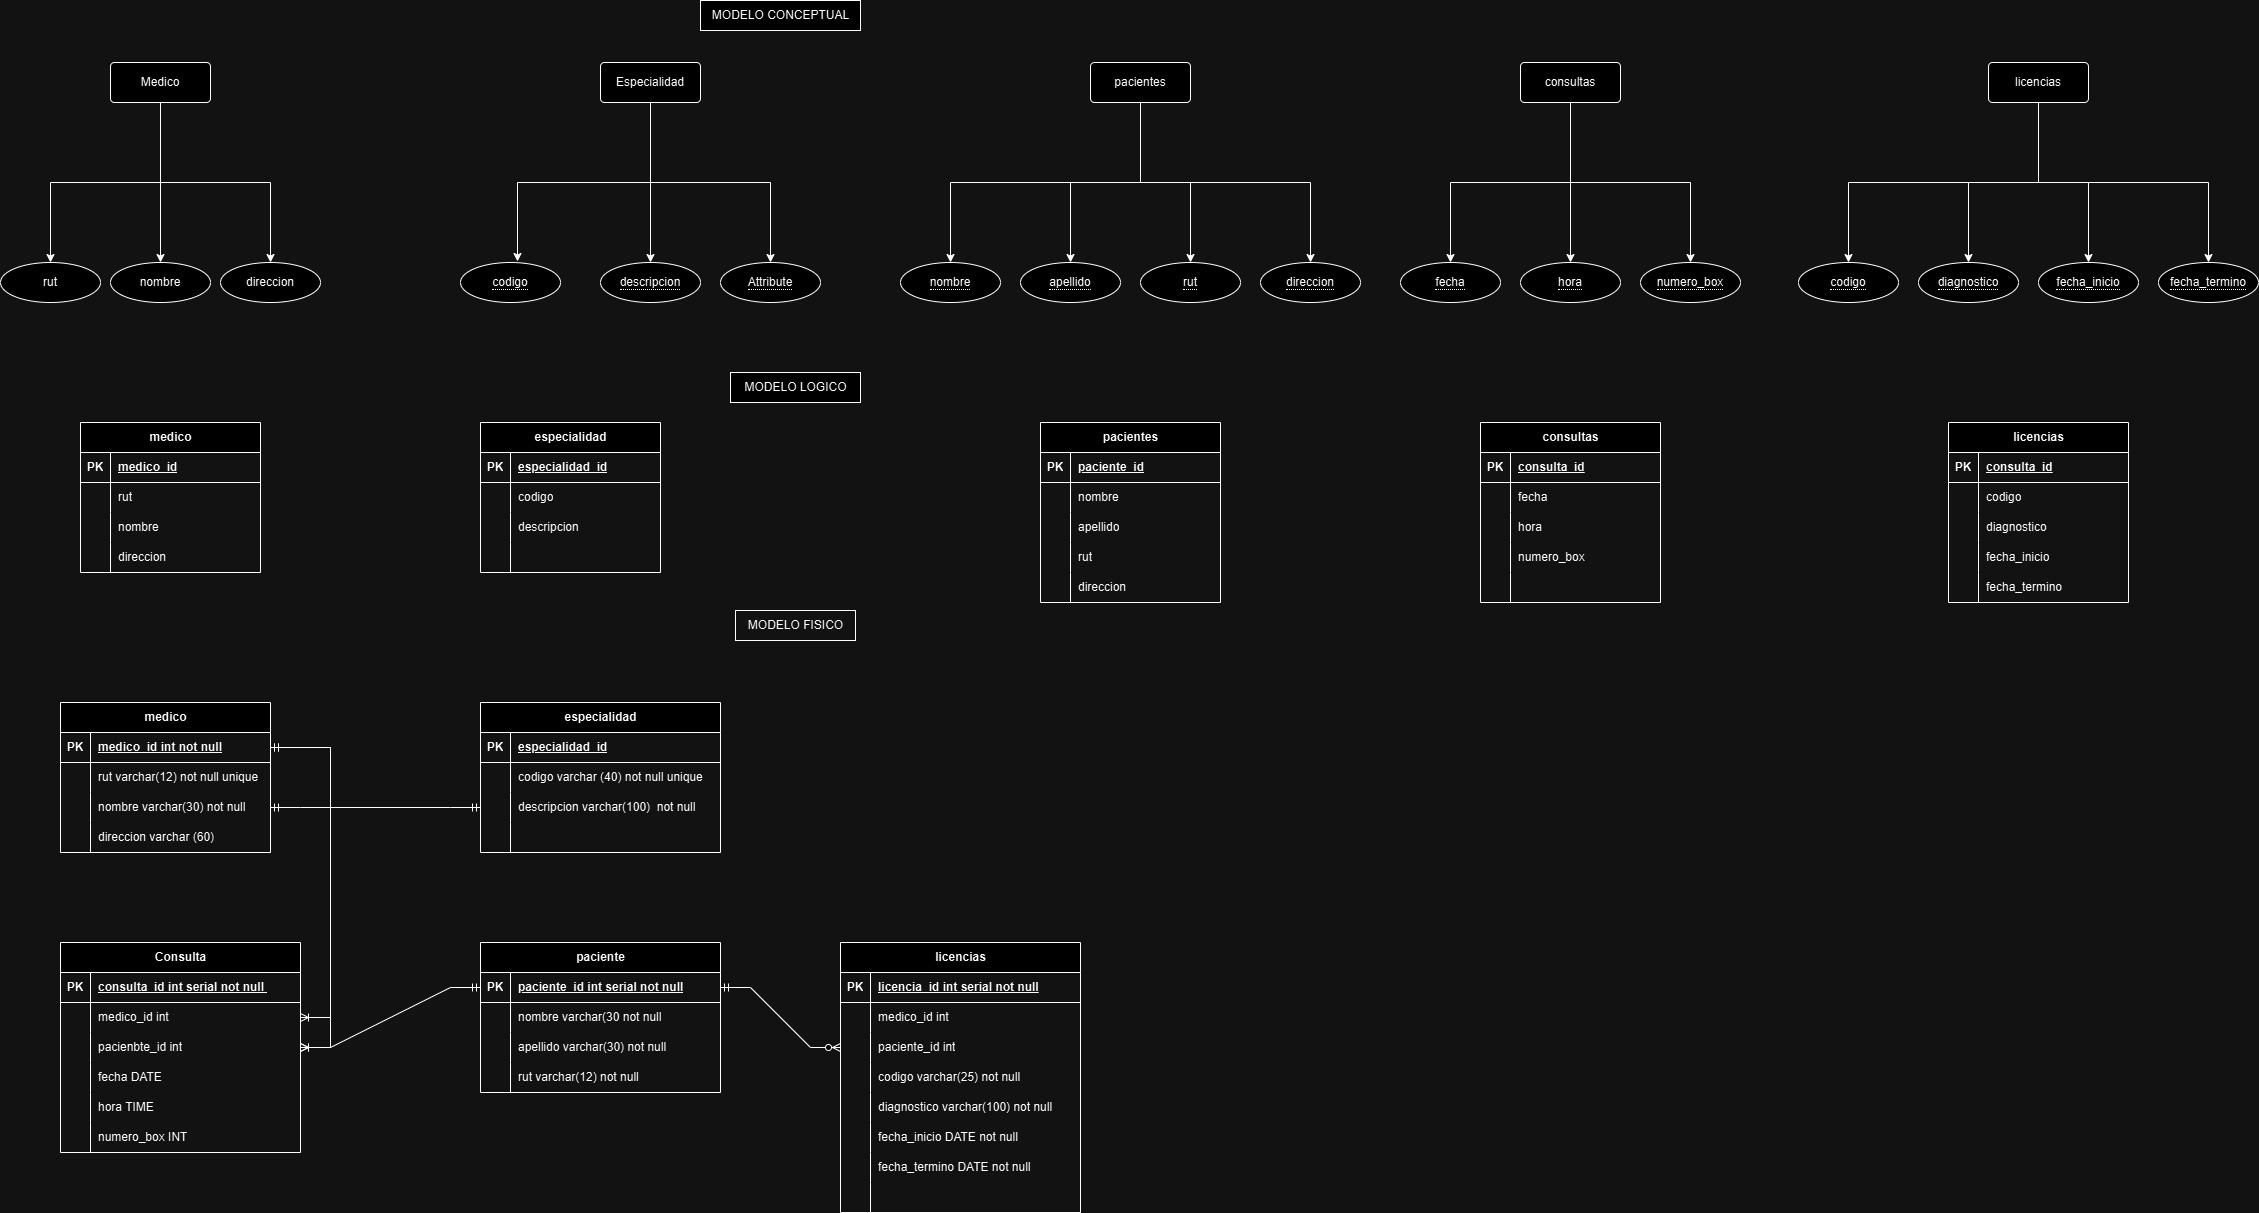 MODELO CONCEPTUAL
Medico
Especialidad
pacientes
consultas
licencias
rut
nombre
direccion
codigo
descripcion
Attribute
nombre
apellido
rut
direccion
fecha
hora
numero_box
codigo
diagnostico
fecha_inicio
fecha_termino
MODELO LOGICO
medico
PK medico_id
rut
nombre
direccion
especialidad
PK especialidad_id
codigo
descripcion
pacientes
PK paciente_id
nombre
apellido
rut
direccion
consultas
PK consulta_id
fecha
hora
numero_box
licencias
PK consulta_id
codigo
diagnostico
fecha_inicio
fecha_termino
MODELO FISICO
medico
PK medico_id int not null
rut varchar(12) not null unique
nombre varchar(30) not null
direccion varchar (60)
especialidad
PK especialidad_id
codigo varchar (40) not null unique
descripcion varchar(100) not null
Consulta
PK consulta_id int serial not null
medico_id int
pacienbte_id int
fecha DATE
hora TIME
numero_box INT
paciente
PK paciente_id int serial not null
nombre varchar(30 not null
apellido varchar(30) not null
rut varchar(12) not null
licencias
PK licencia_id int serial not null
medico_id int
paciente_id int
codigo varchar(25) not null
diagnostico varchar(100) not null
fecha_inicio DATE not null
fecha_termino DATE not null